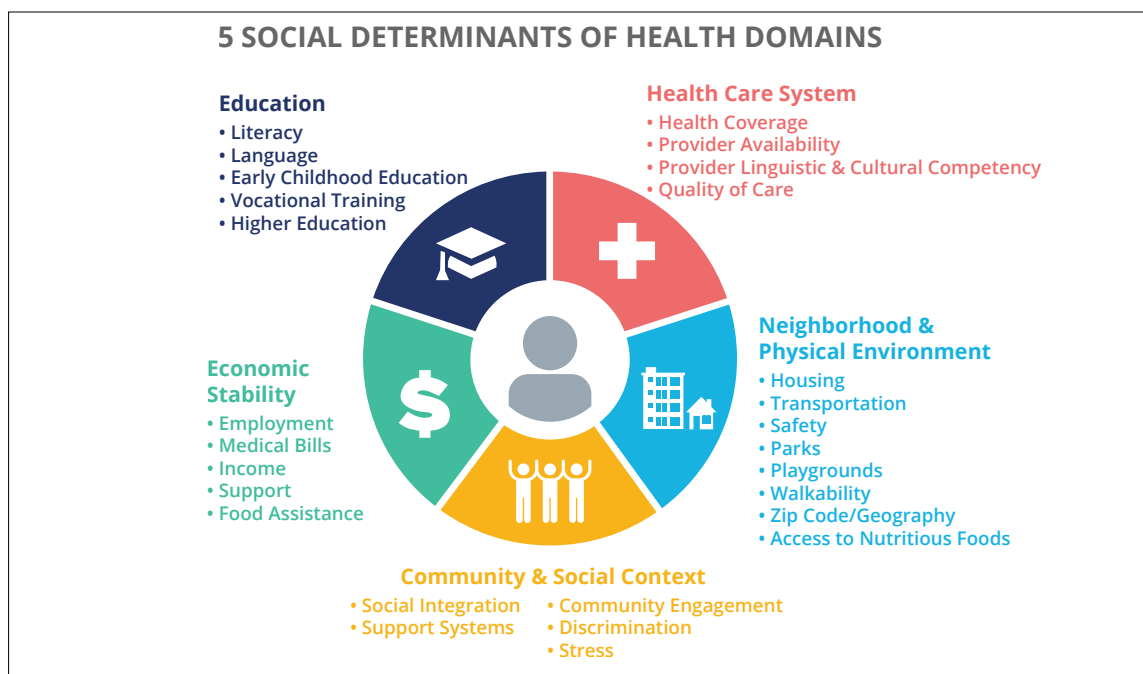 5 SOCIAL DETERMINANTS OF HEALTH DOMAINS
Education
• Literacy
• Language
• Early Childhood Education
• Vocational Training
• Higher Education
Health Care System
• Health Coverage
• Provider Availability
• Provider Linguistic & Cultural Competency
• Quality of Care
Neighborhood &
Physical Environment
• Housing
• Transportation
• Safety
• Parks
• Playgrounds
• Walkability
• Zip Code/Geography
• Access to Nutritious Foods
Economic
Stability
• Employment
• Medical Bills
• Income
• Support
• Food Assistance
$
Community & Social Context
• Social Integration
• Support Systems
• Community Engagement
• Discrimination
• Stress